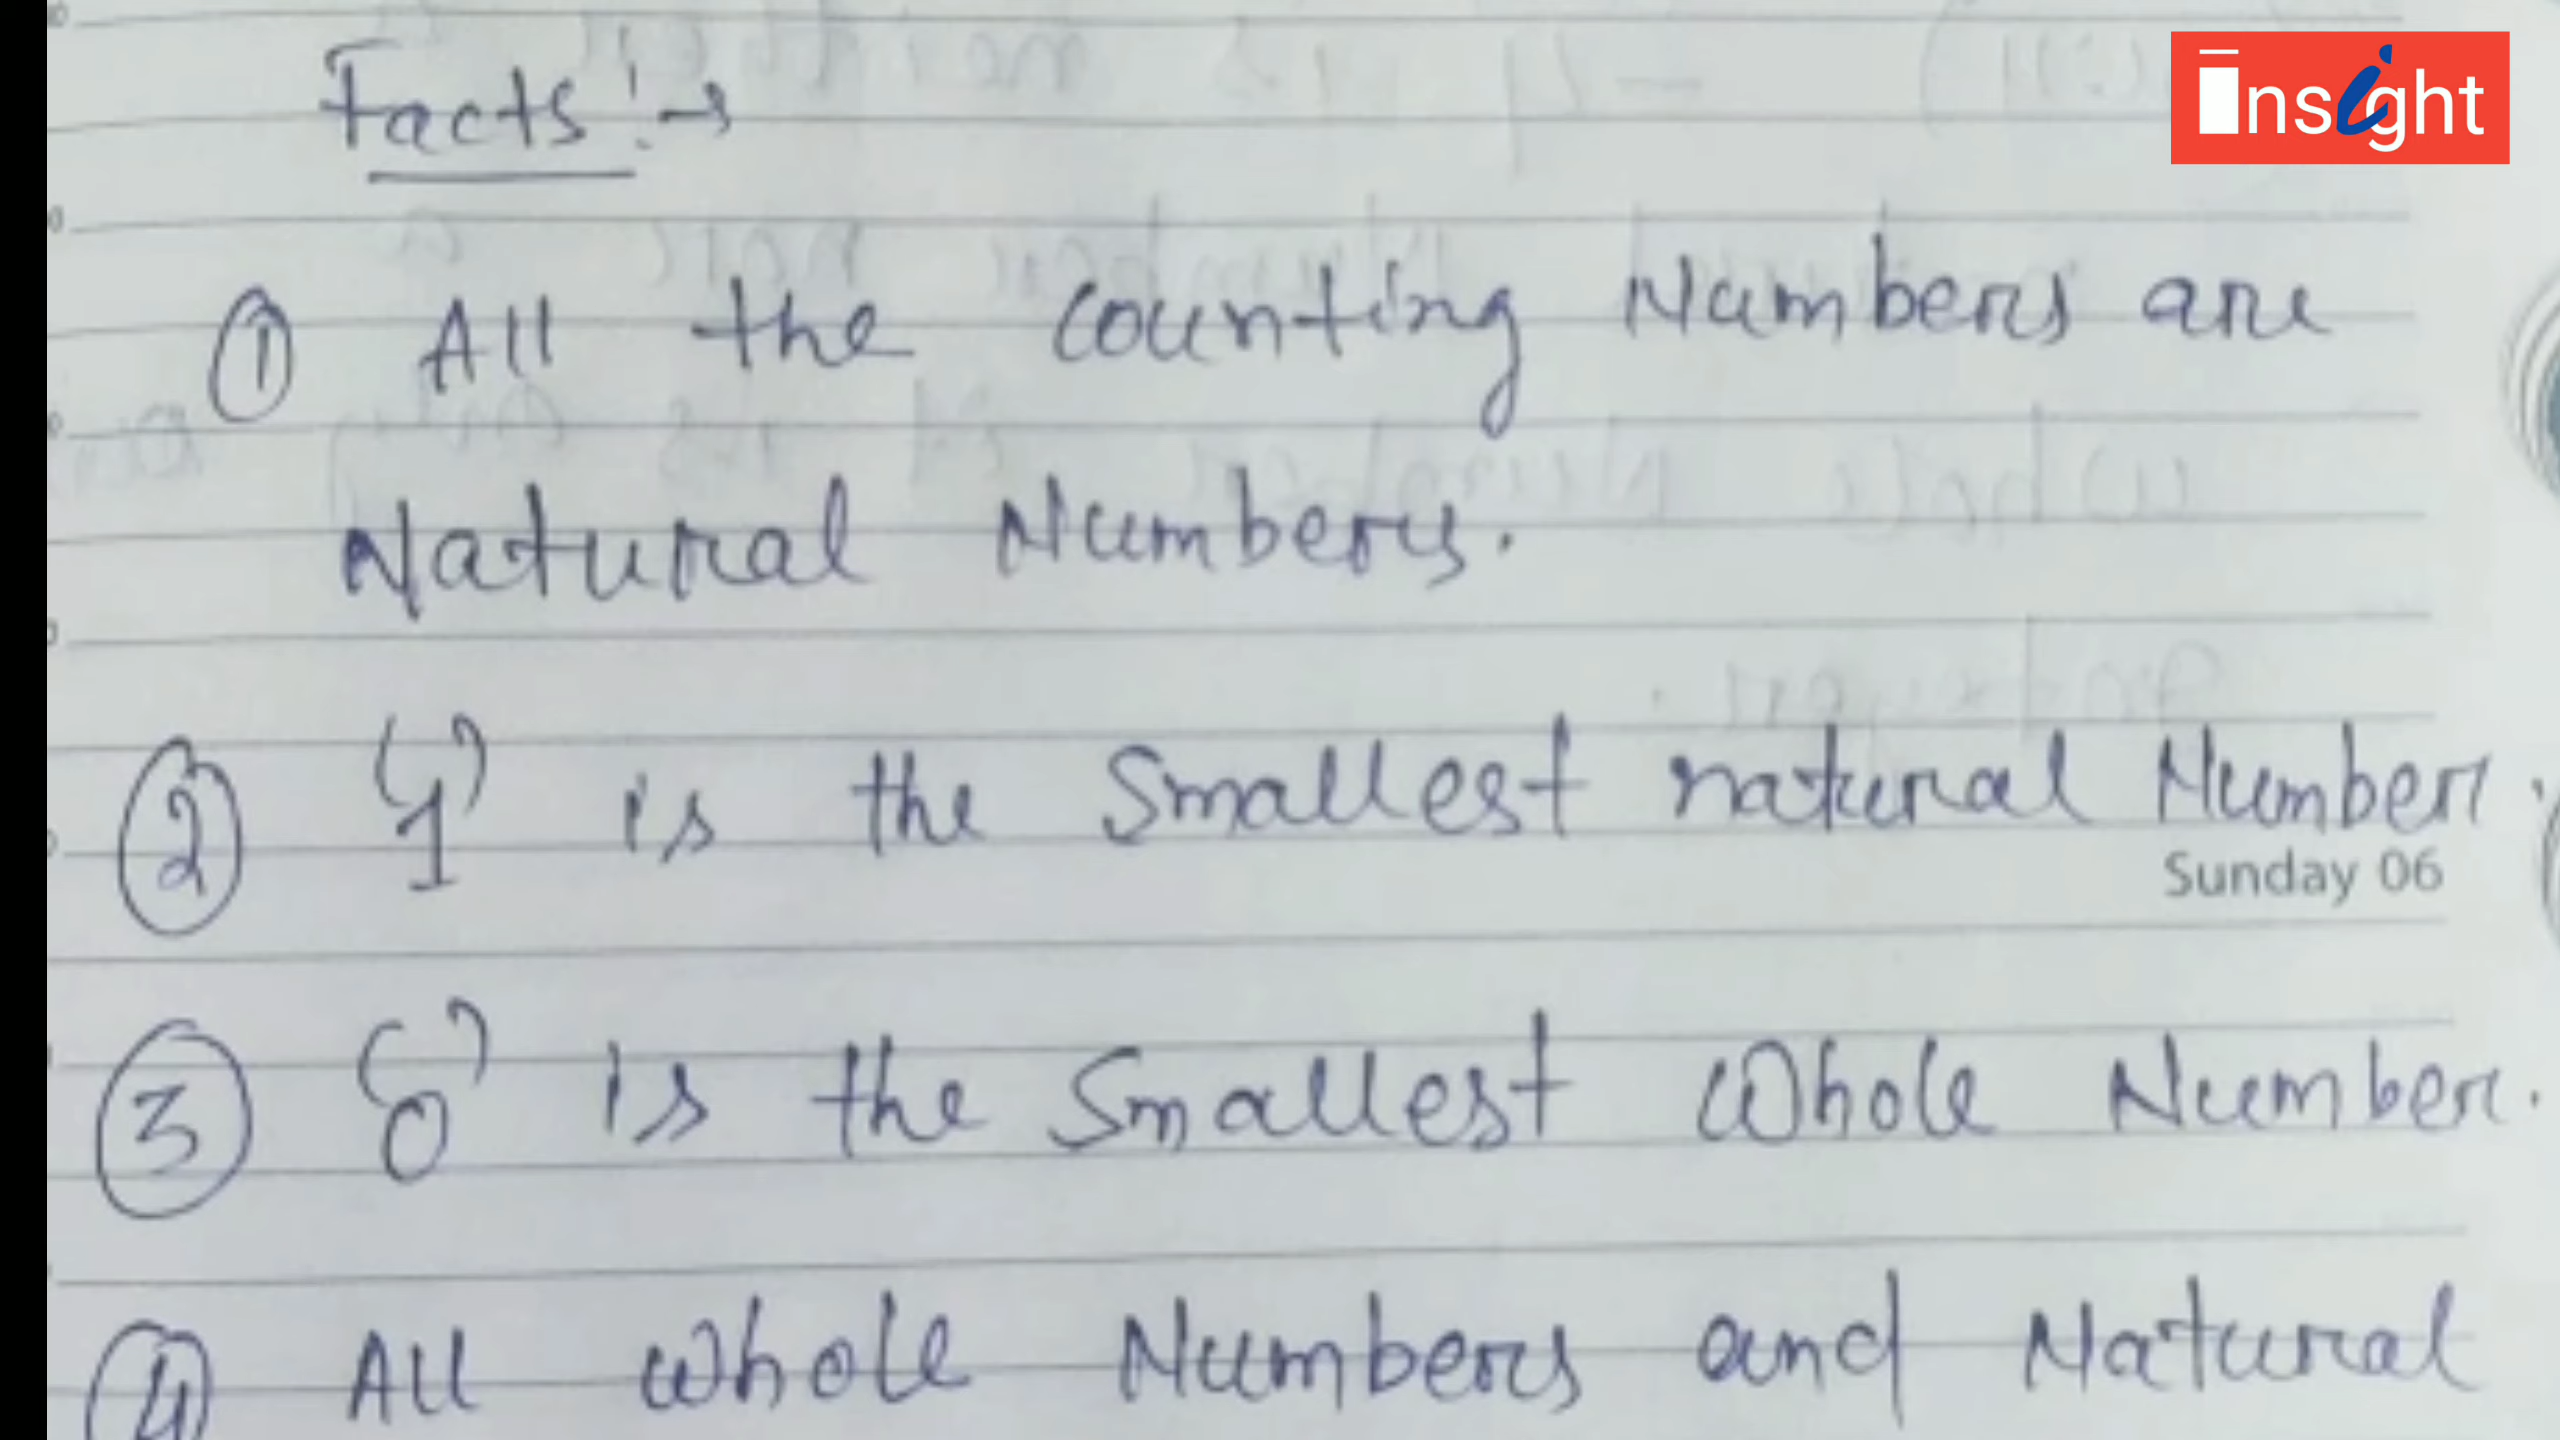 Insight
Facts :→
① All the counting Numbers are
Natural Numbers.
② '1' is the smallest natural Number.
Sunday 06
③ '0' is the smallest whole Number.
④ All whole Numbers and Natural